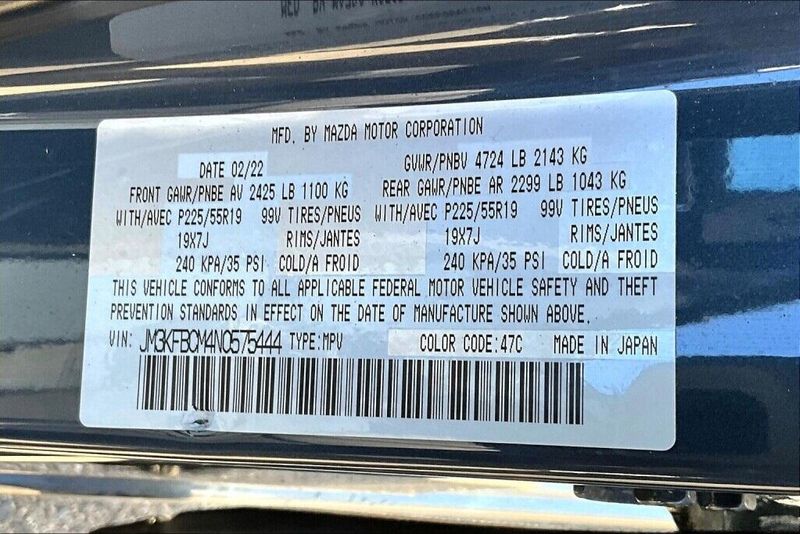 MFD. BY MAZDA MOTOR CORPORATION
DATE 02/22 GVWR/PNBV 4724 LB 2143 KG
FRONT GAWR/PNBE AV 2425 LB 1100 KG REAR GAWR/PNBE AR 2299 LB 1043 KG
WITH/AVEC P225/55R19 99V TIRES/PNEUS WITH/AVEC P225/55R19 99V TIRES/PNEUS
19X7J RIMS/JANTES 19X7J RIMS/JANTES
240 KPA/35 PSI COLD/A FROID 240 KPA/35 PSI COLD/A FROID
THIS VEHICLE CONFORMS TO ALL APPLICABLE FEDERAL MOTOR VEHICLE SAFETY AND THEFT
PREVENTION STANDARDS IN EFFECT ON THE DATE OF MANUFACTURE SHOWN ABOVE.
VIN: JM3KFBCM4N0575444 TYPE:MPV COLOR CODE:47C MADE IN JAPAN